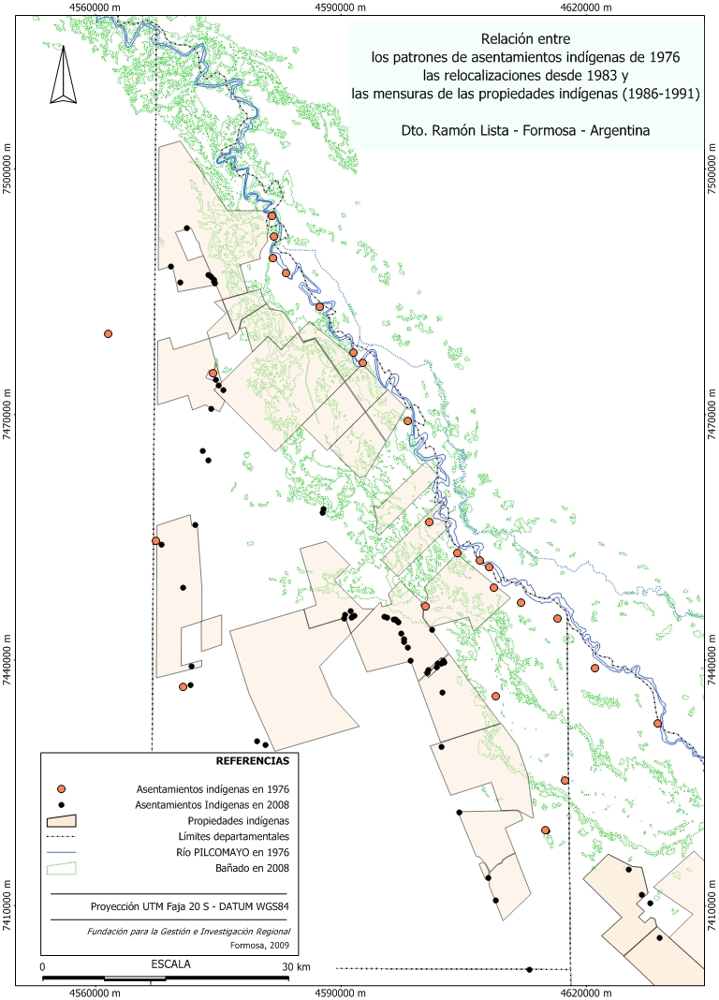 4560000 m
4590000 m
4620000 m
Relación entre
los patrones de asentamientos indígenas de 1976
las relocalizaciones desde 1983 y
las mensuras de las propiedades indígenas (1986-1991)
Dto. Ramón Lista - Formosa - Argentina
7500000 m
7500000 m
7470000 m
7470000 m
7440000 m
7440000 m
7410000 m
7410000 m
REFERENCIAS
Asentamientos indígenas en 1976
Asentamientos Indigenas en 2008
Propiedades indígenas
Límites departamentales
Río PILCOMAYO en 1976
Bañado en 2008
Proyección UTM Faja 20 S - DATUM WGS84
Fundación para la Gestión e Investigación Regional
Formosa, 2009
ESCALA
0
30 km
4560000 m
4590000 m
4620000 m